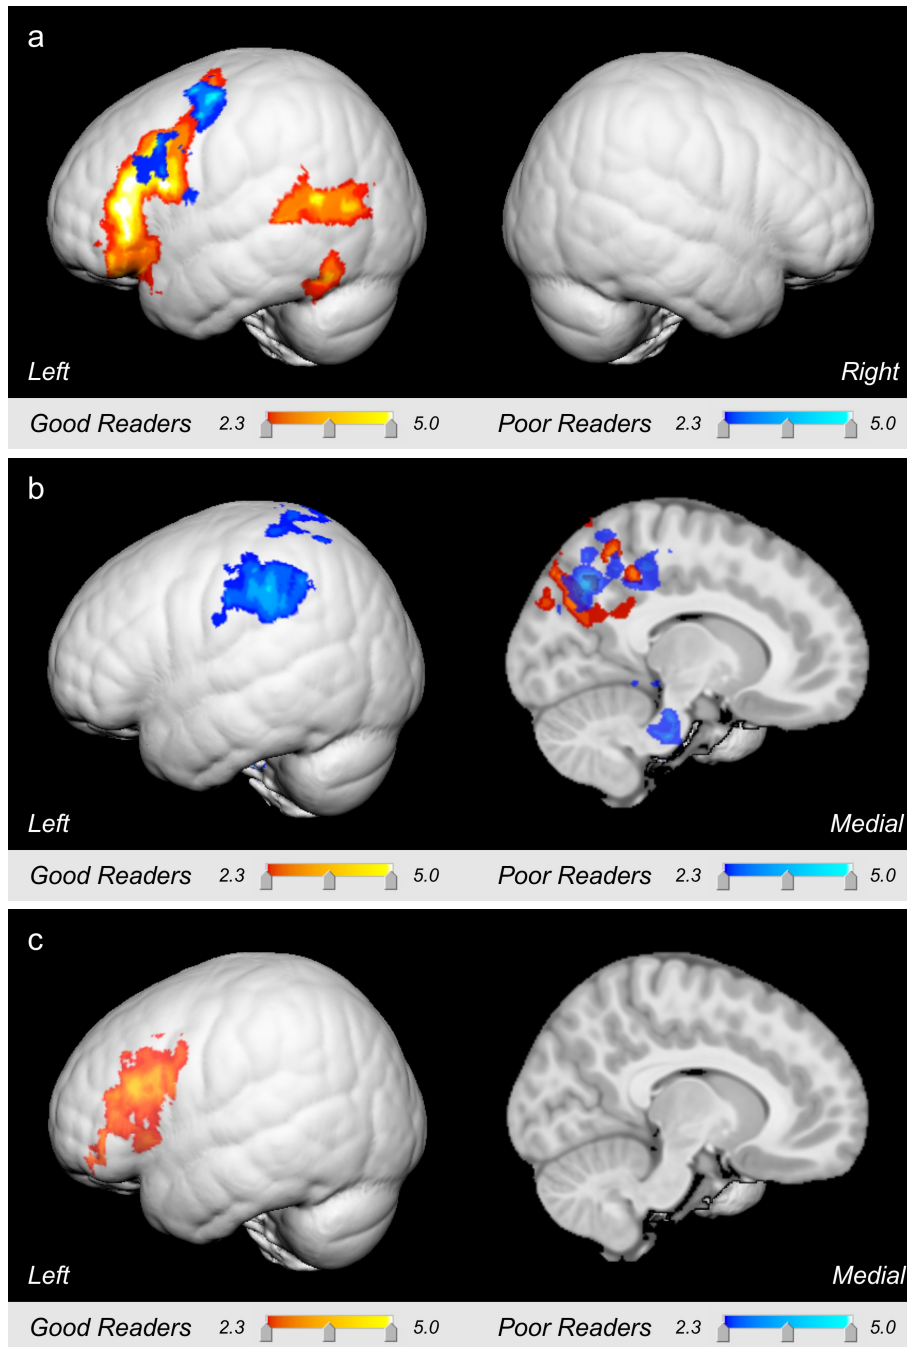 a
Left Right
Good Readers 2.3 5.0 Poor Readers 2.3 5.0
b
Left Medial
Good Readers 2.3 5.0 Poor Readers 2.3 5.0
c
Left Medial
Good Readers 2.3 5.0 Poor Readers 2.3 5.0